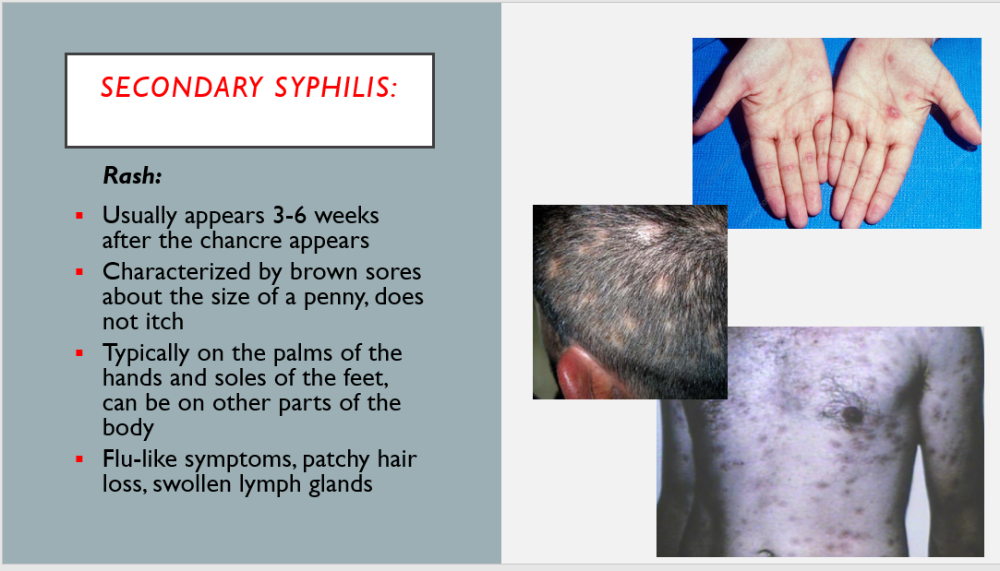 SECONDARY SYPHILIS:
Rash:
Usually appears 3-6 weeks
after the chancre appears
Characterized by brown sores
about the size of a penny, does
not itch
Typically on the palms of the
hands and soles of the feet,
can be on other parts of the
body
Flu-like symptoms, patchy hair
loss, swollen lymph glands